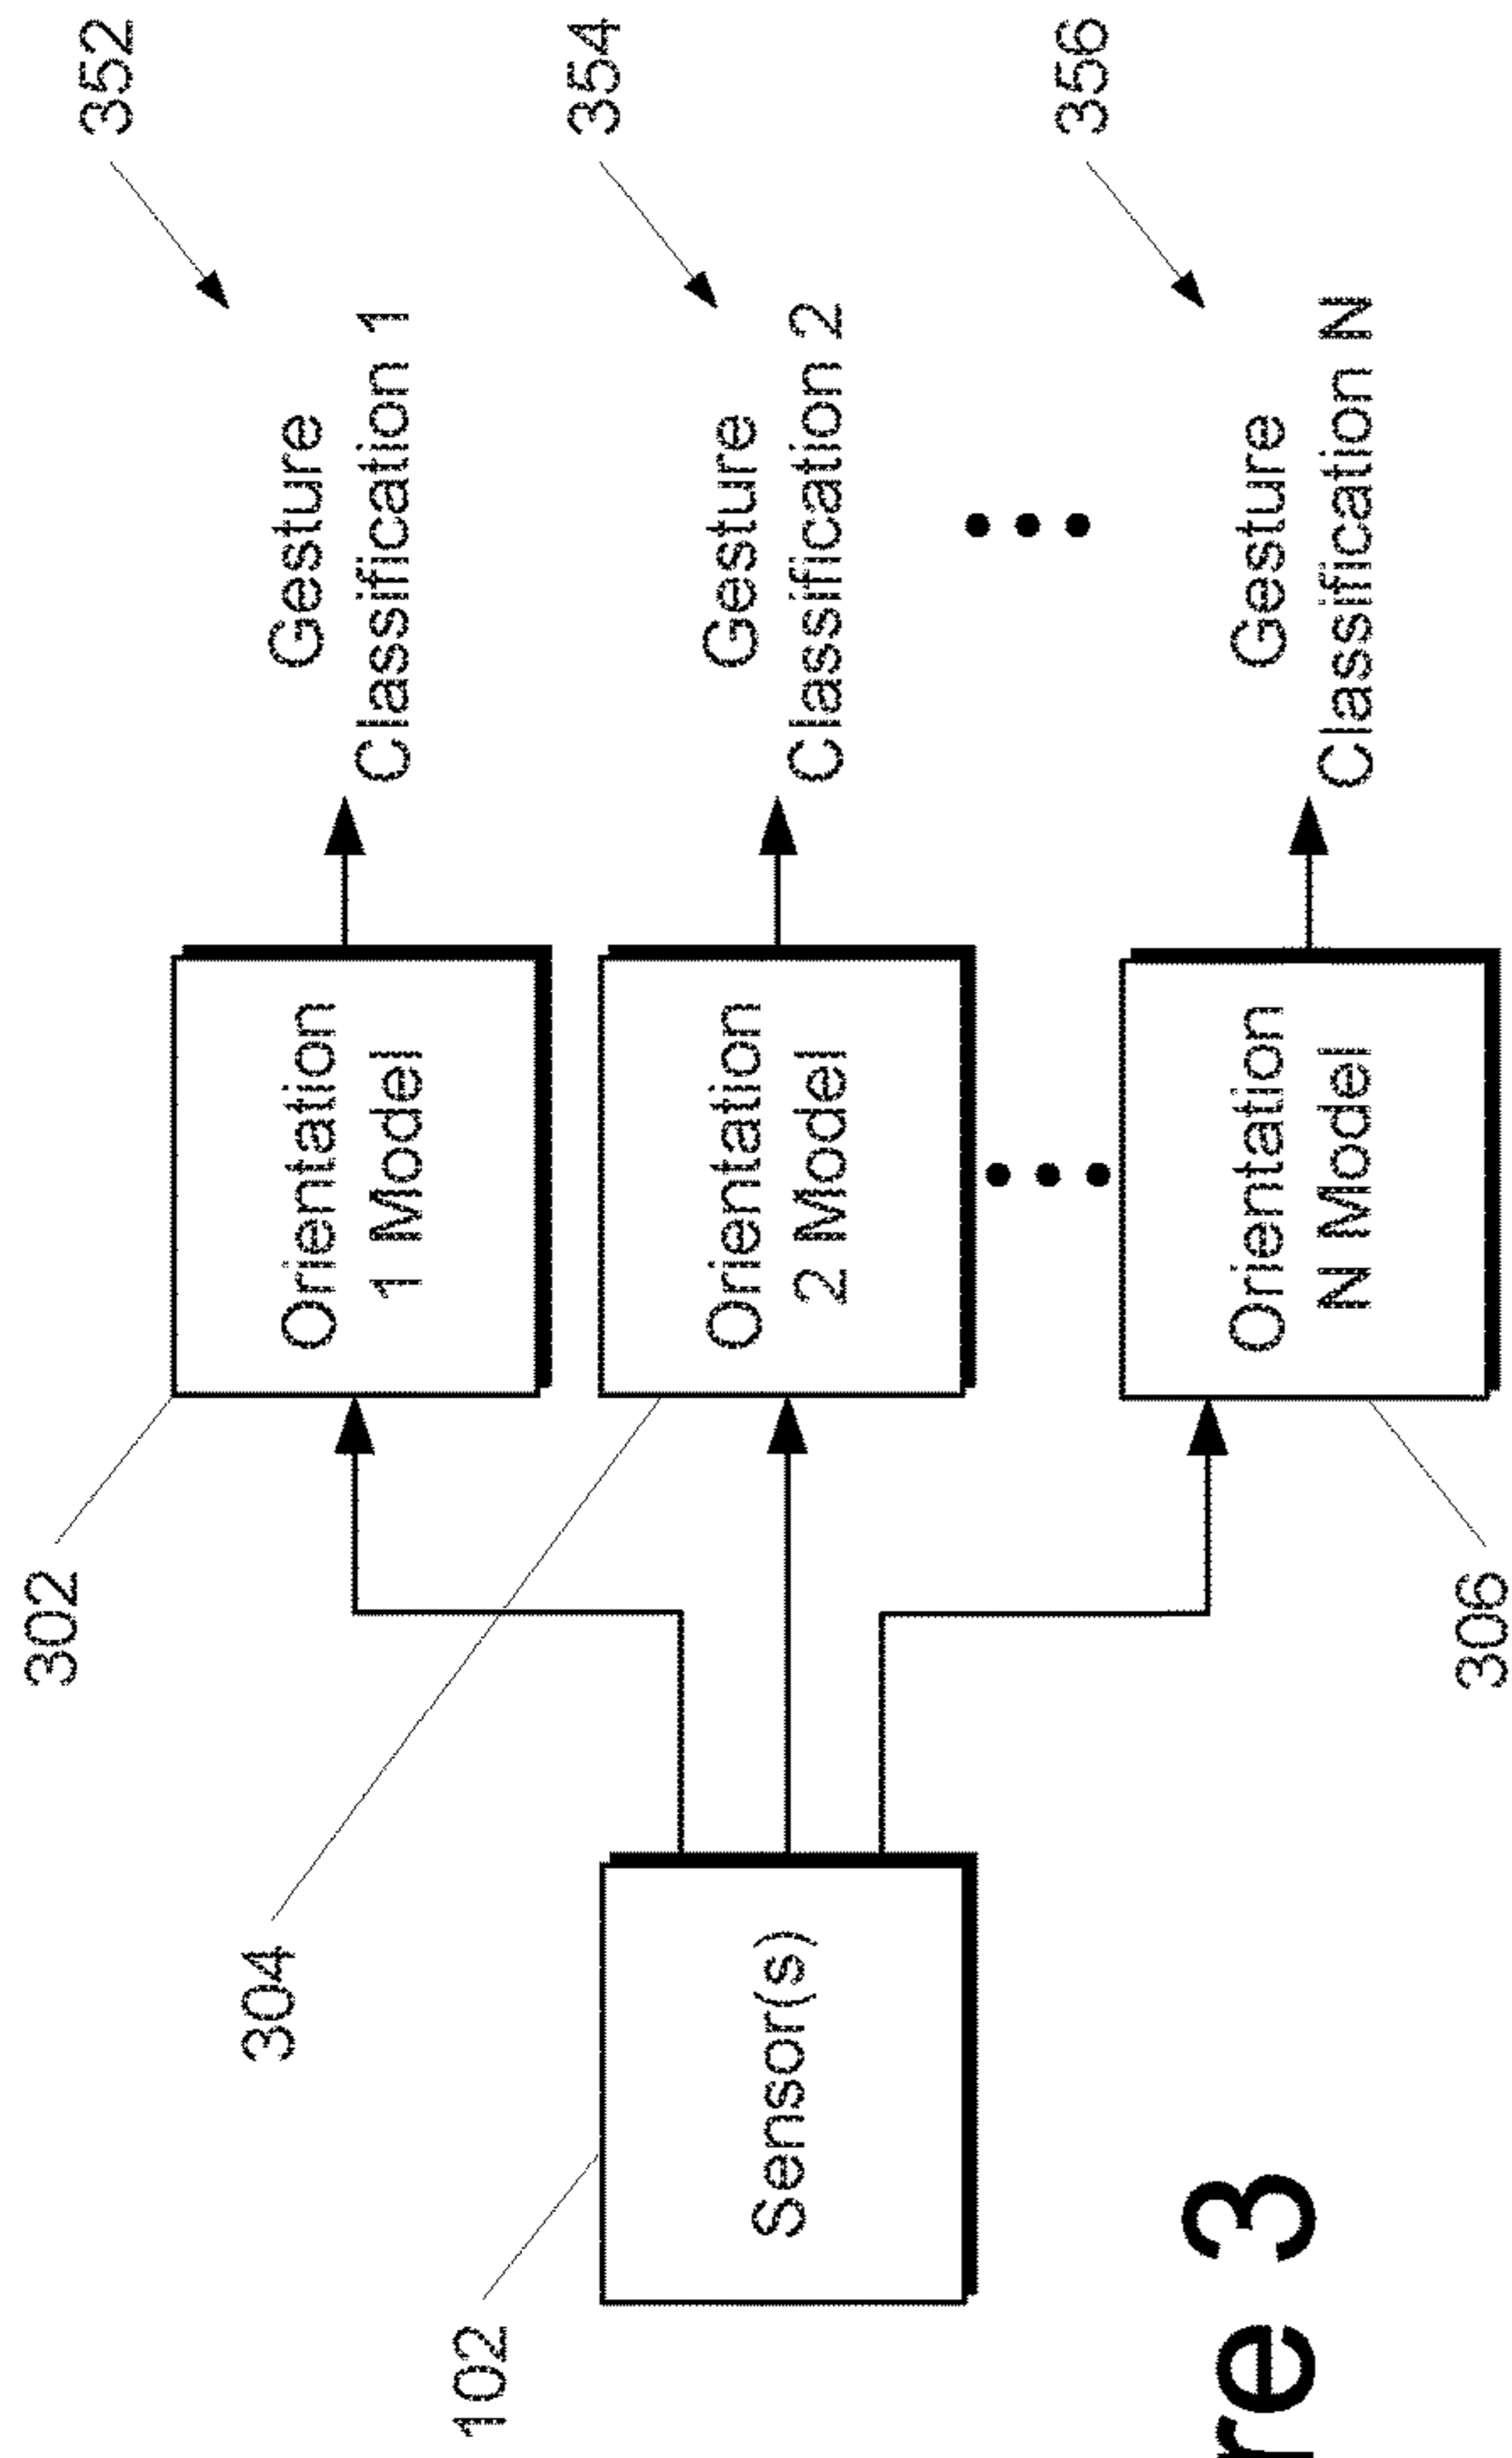 302
352
Orientation
1 Model
Gesture
Classification 1
304
354
102
Sensor(s)
Orientation
2 Model
Gesture
Classification 2
356
Orientation
N Model
Gesture
Classification N
306
re 3